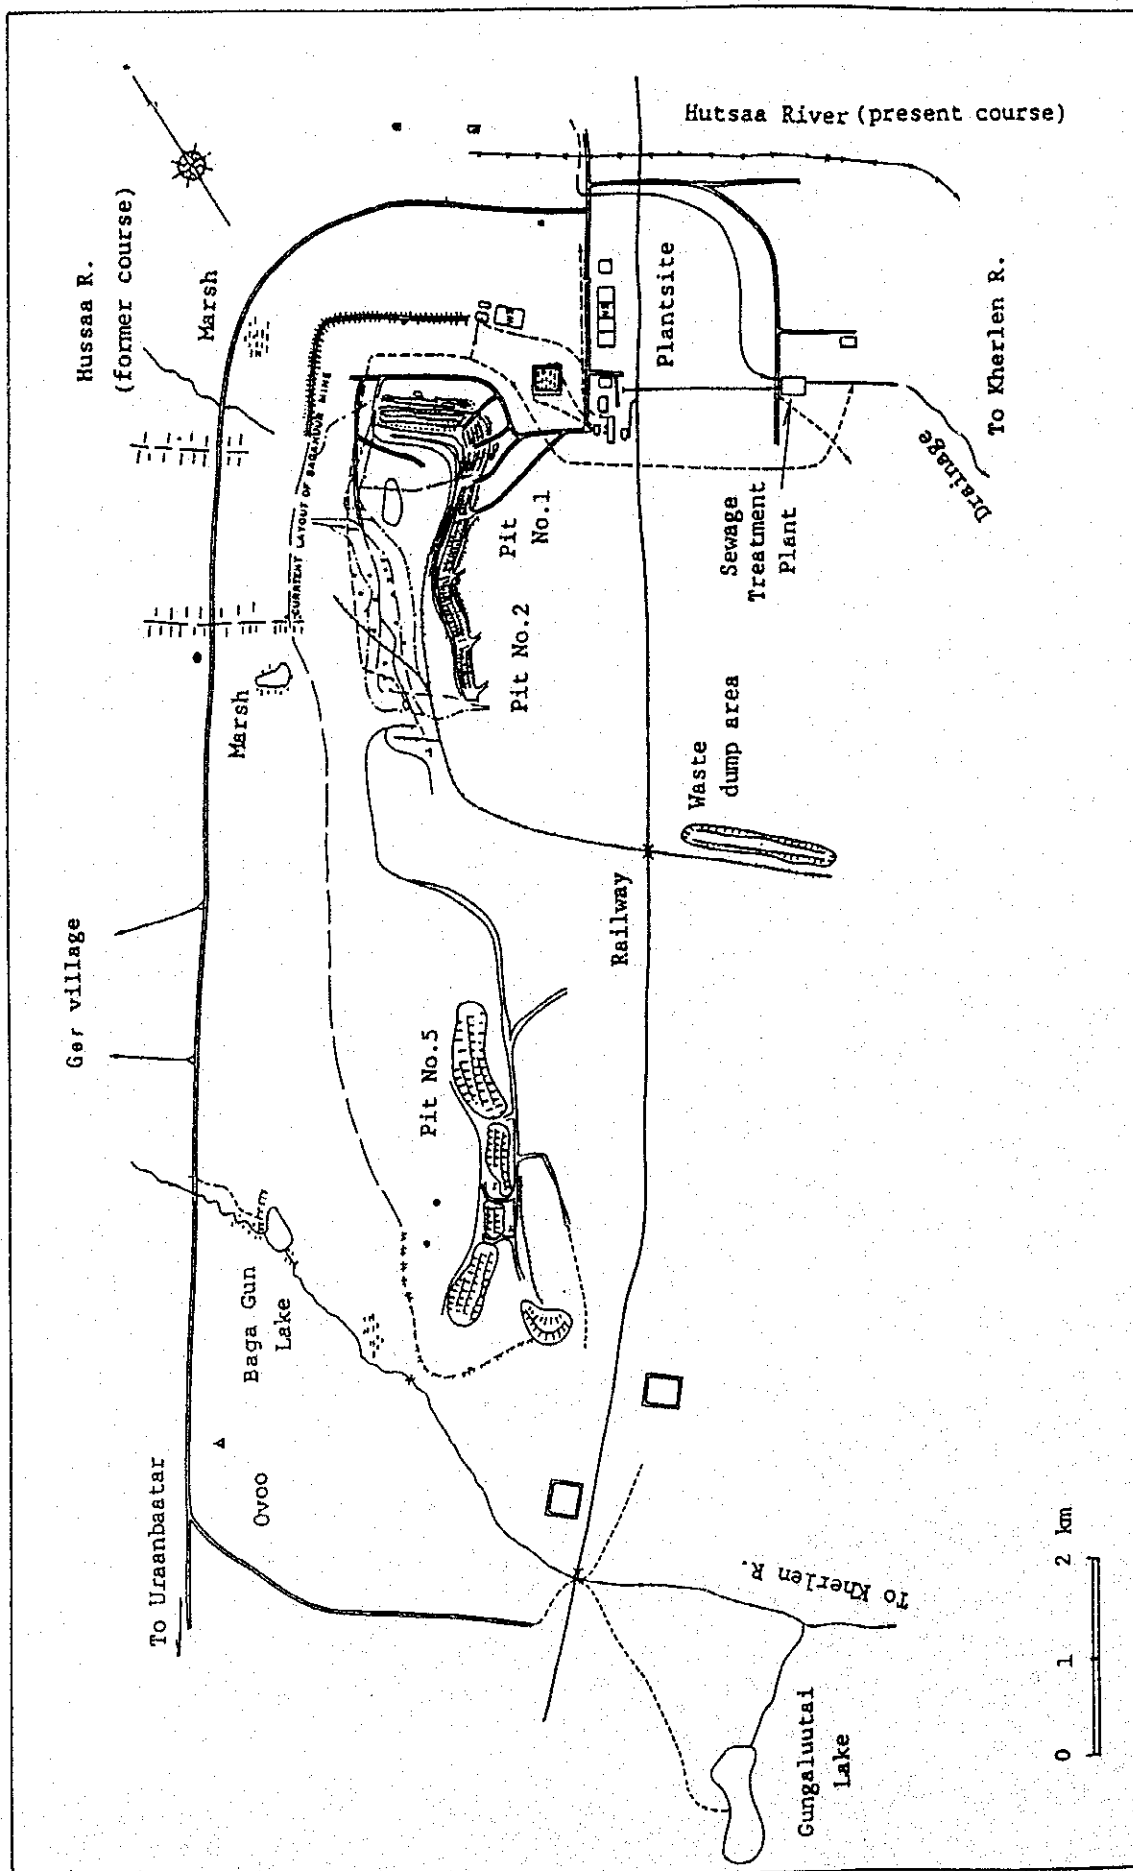 Hutsaa River (present course)
Hussaa R.
(former course)
Marsh
CURRTENT LAYOUT OF BAGANUUR MINE
Plantsite
To Kherlen R.
Drainage
Sewage
Treatment
Plant
Pit
No.1
Pit No.2
Marsh
Waste
dump area
Railway
Ger village
Pit No.5
Baga Gun
Lake
Ovoo
To Uraanbaatar
To Kherlen R.
Gungaluutai
Lake
0 1 2 km